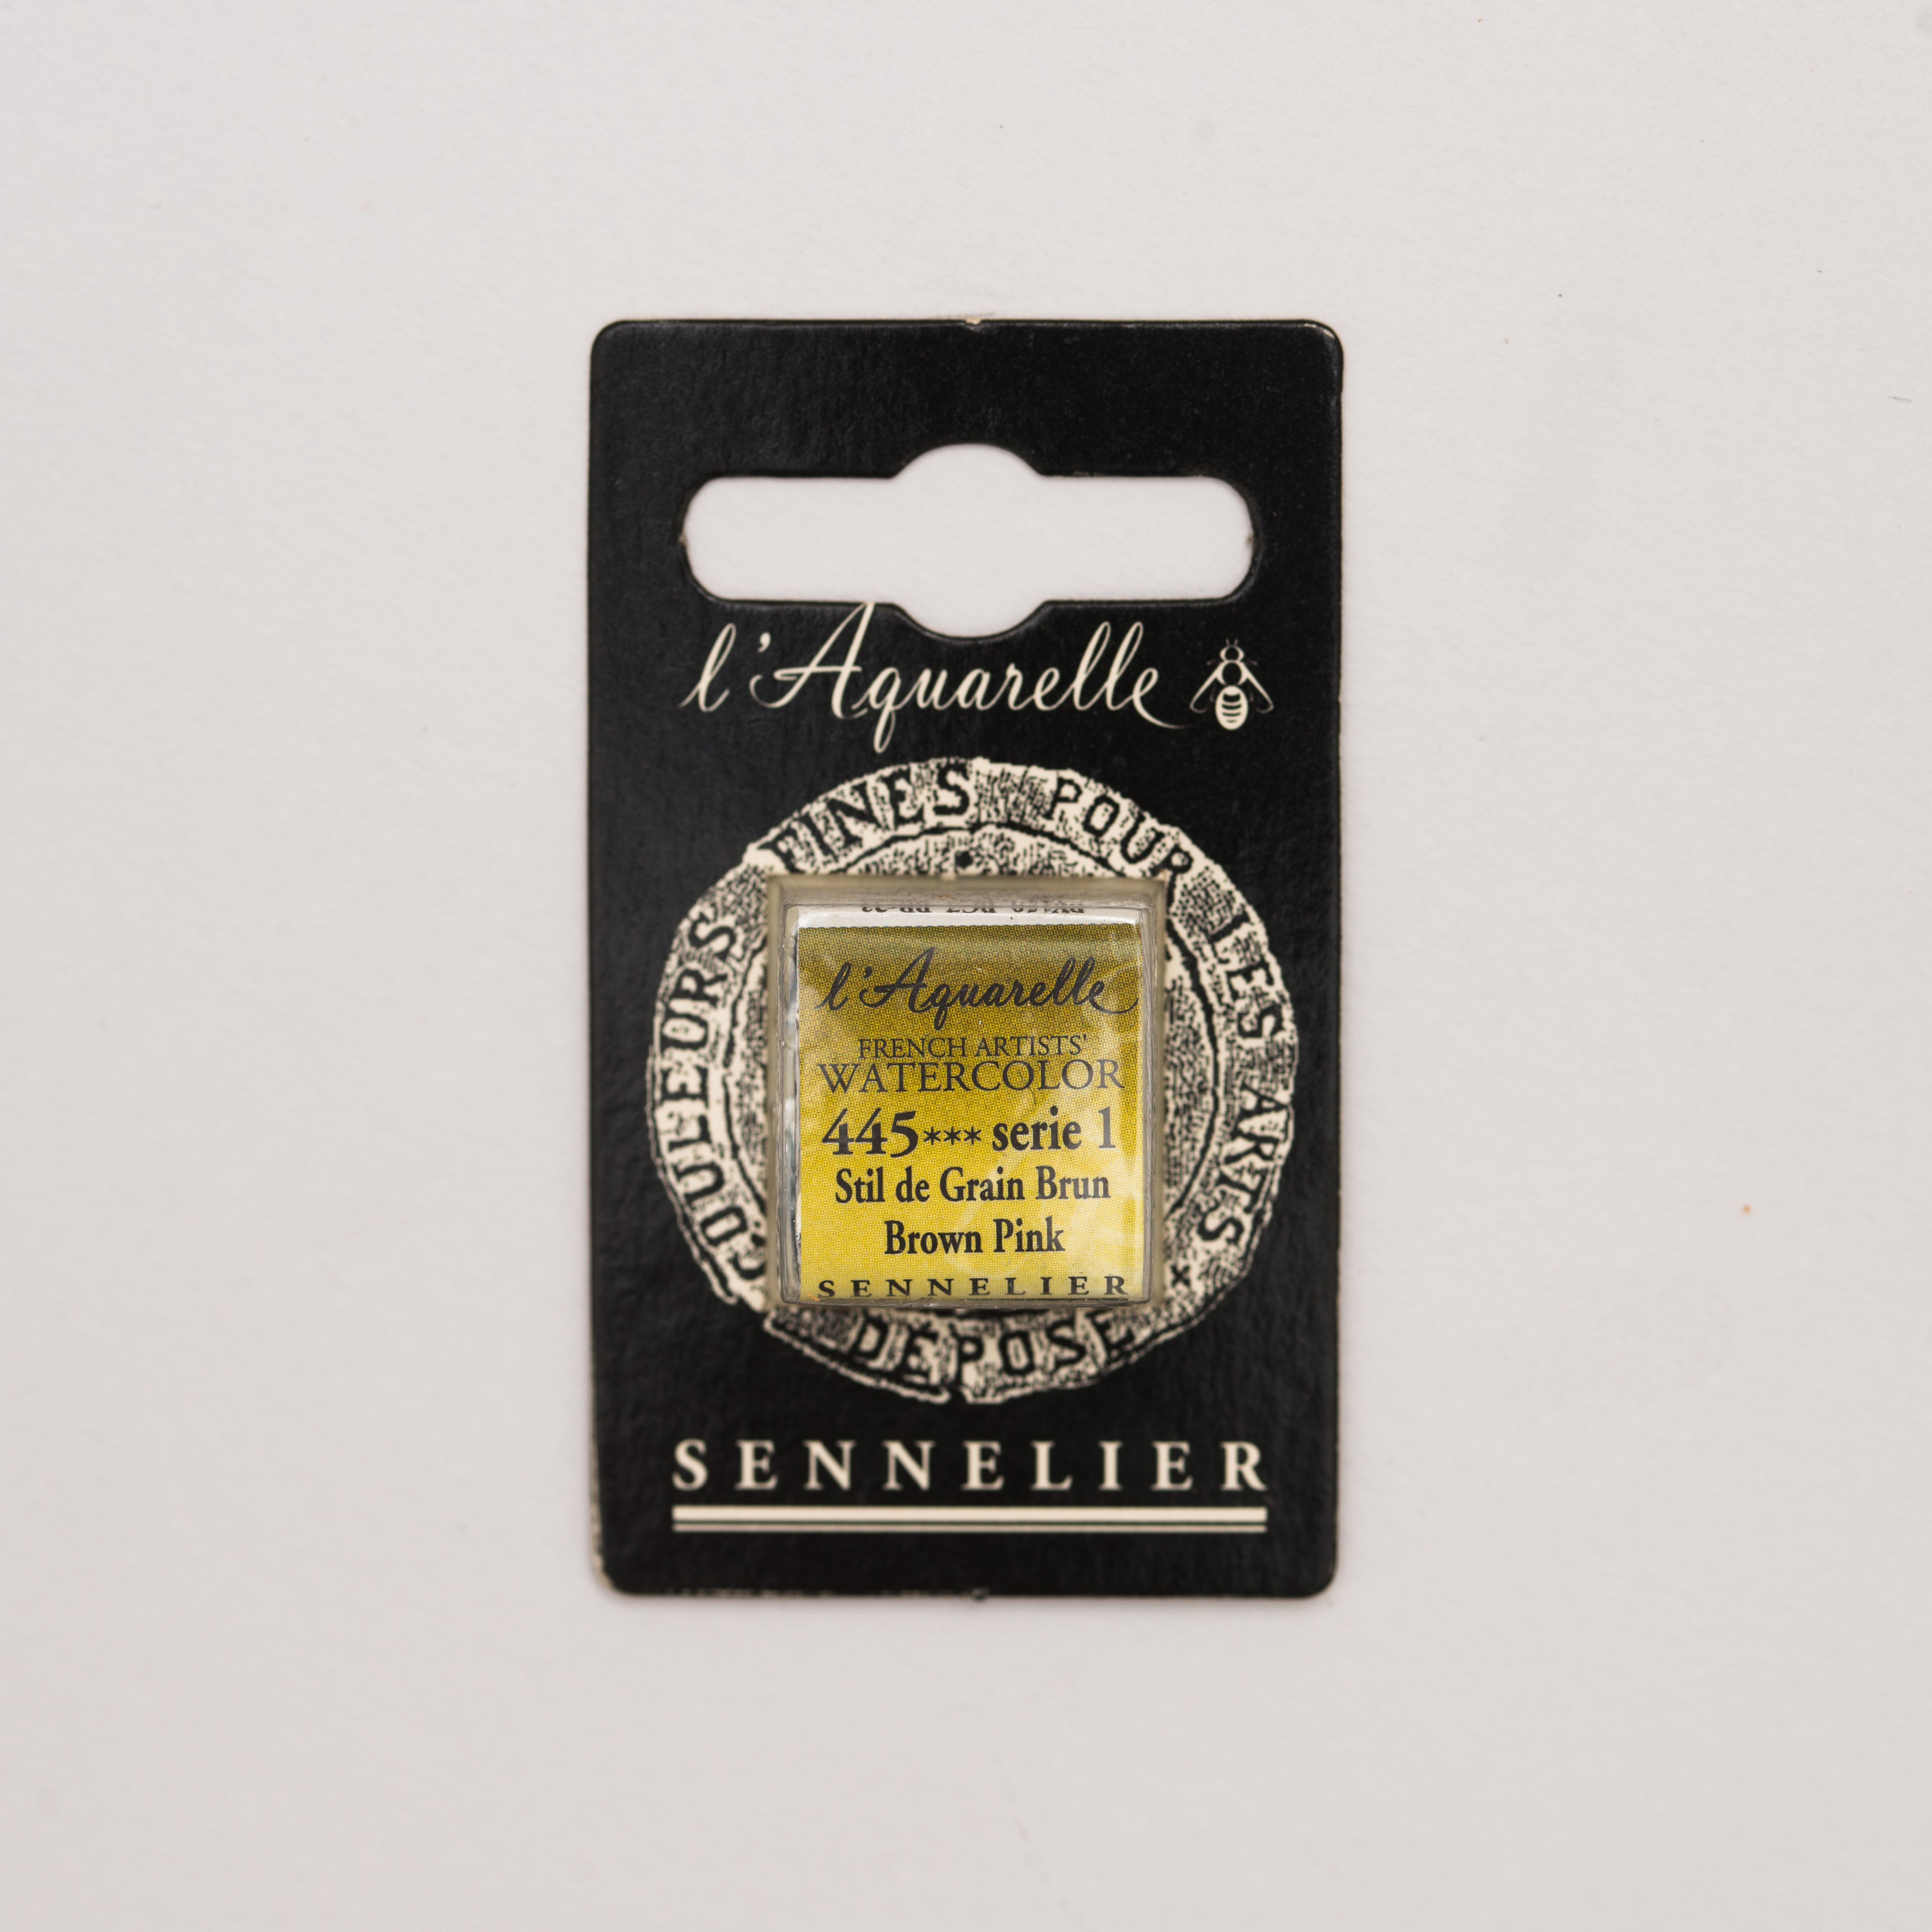 l'Aquarelle
COULEURS FINES POUR LES ARTS
l'Aquarelle
FRENCH ARTISTS'
WATERCOLOR
445*** serie 1
Stil de Grain Brun
Brown Pink
SENNELIER
DÉPOSÉ
SENNELIER